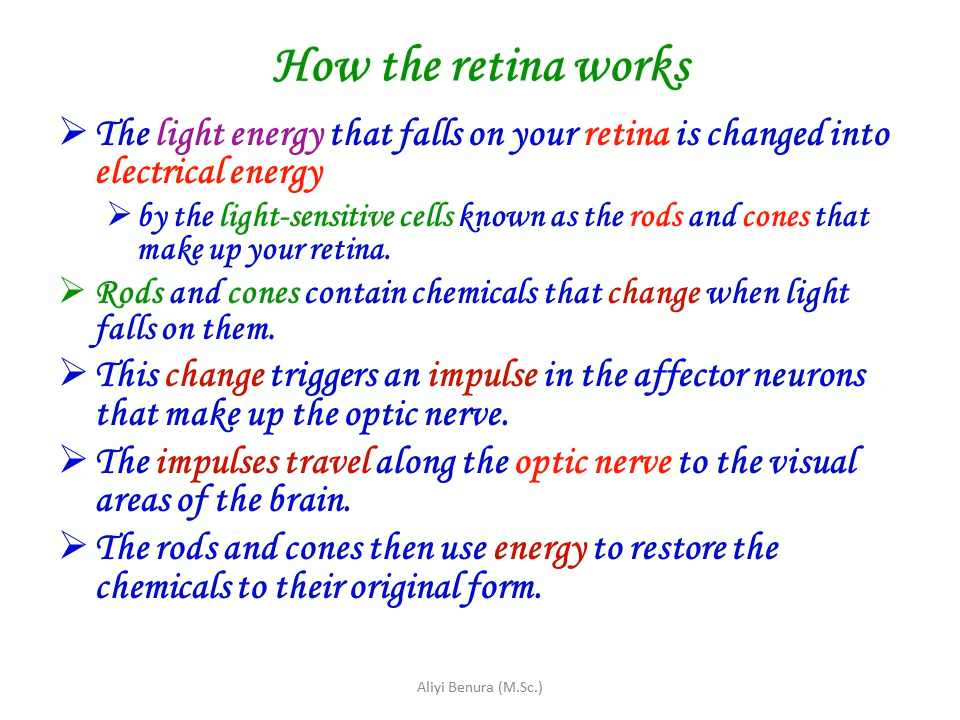 How the retina works
The light energy that falls on your retina is changed into
electrical energy
by the light-sensitive cells known as the rods and cones that
make up your retina.
Rods and cones contain chemicals that change when light
falls on them.
This change triggers an impulse in the affector neurons
that make up the optic nerve.
The impulses travel along the optic nerve to the visual
areas of the brain.
The rods and cones then use energy to restore the
chemicals to their original form.
Aliyi Benura (M.Sc.)